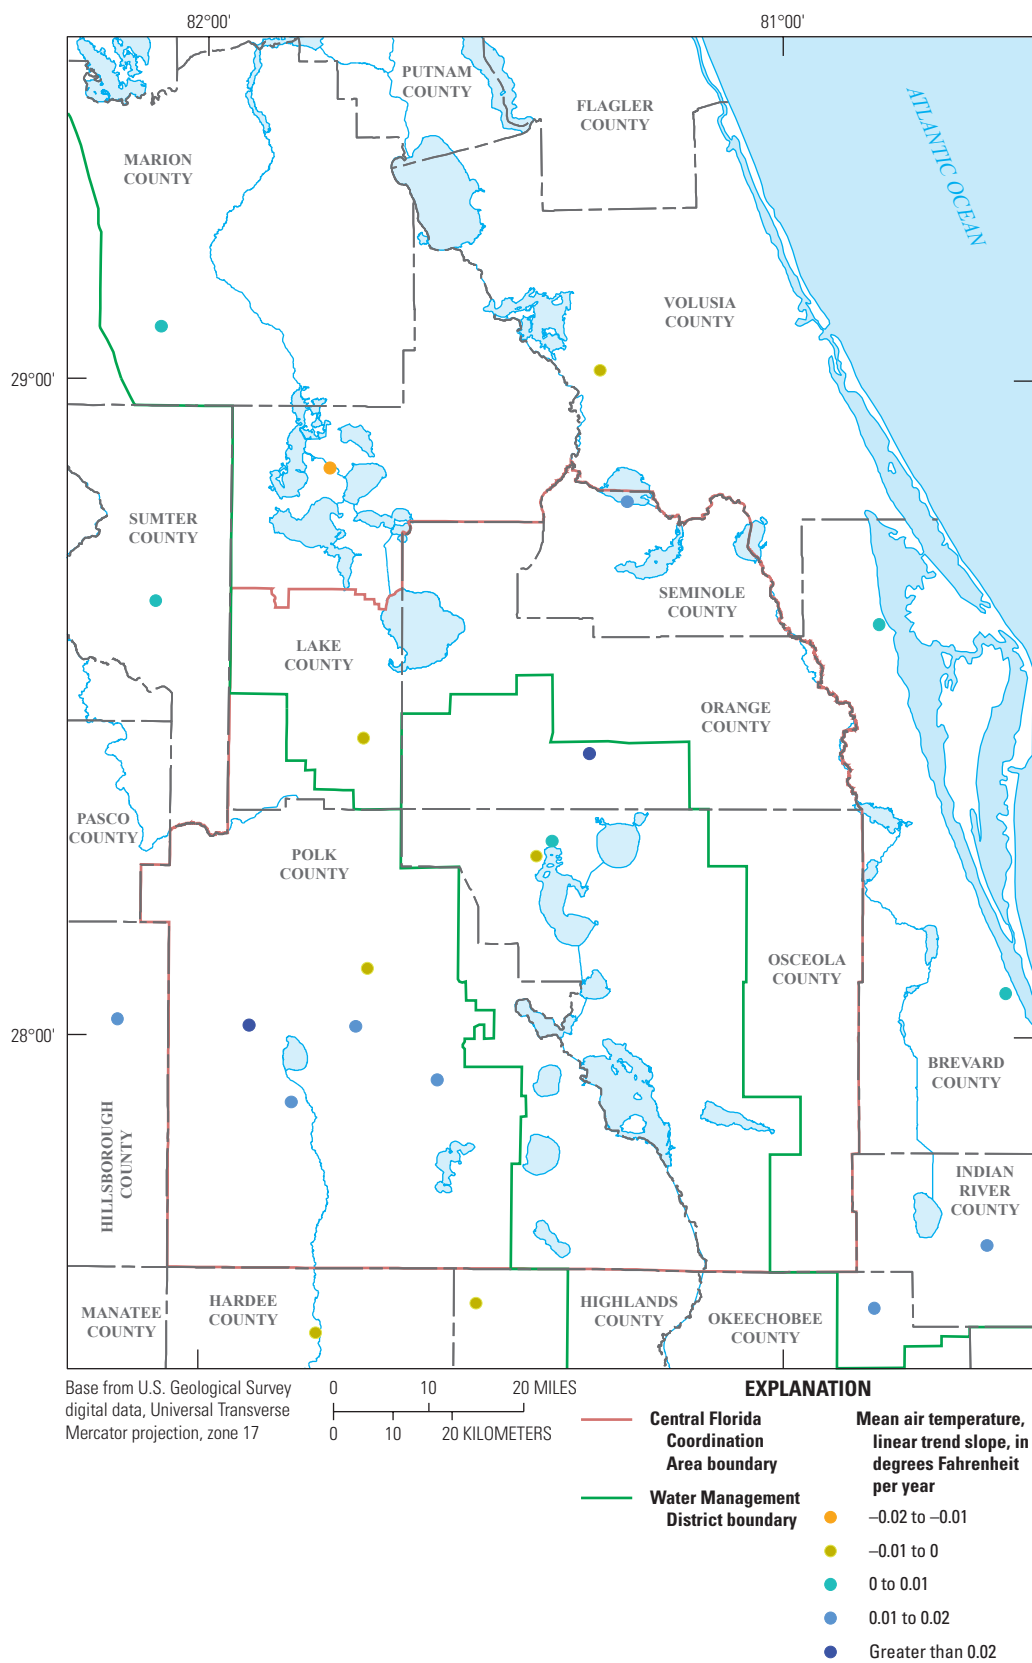 82°00'
81°00'
PUTNAM
COUNTY
FLAGLER
COUNTY
ATLANTIC OCEAN
MARION
COUNTY
VOLUSIA
COUNTY
29°00'
SUMTER
COUNTY
SEMINOLE
COUNTY
LAKE
COUNTY
ORANGE
COUNTY
PASCO
COUNTY
POLK
COUNTY
OSCEOLA
COUNTY
28°00'
BREVARD
COUNTY
HILLSBOROUGH
COUNTY
INDIAN
RIVER
COUNTY
MANATEE
COUNTY
HARDEE
COUNTY
HIGHLANDS
COUNTY
OKEECHOBEE
COUNTY
Base from U.S. Geological Survey
digital data, Universal Transverse
Mercator projection, zone 17
0 10 20 MILES
0 10 20 KILOMETERS
EXPLANATION
Central Florida
Coordination
Area boundary
Water Management
District boundary
Mean air temperature,
linear trend slope, in
degrees Fahrenheit
per year
–0.02 to –0.01
–0.01 to 0
0 to 0.01
0.01 to 0.02
Greater than 0.02